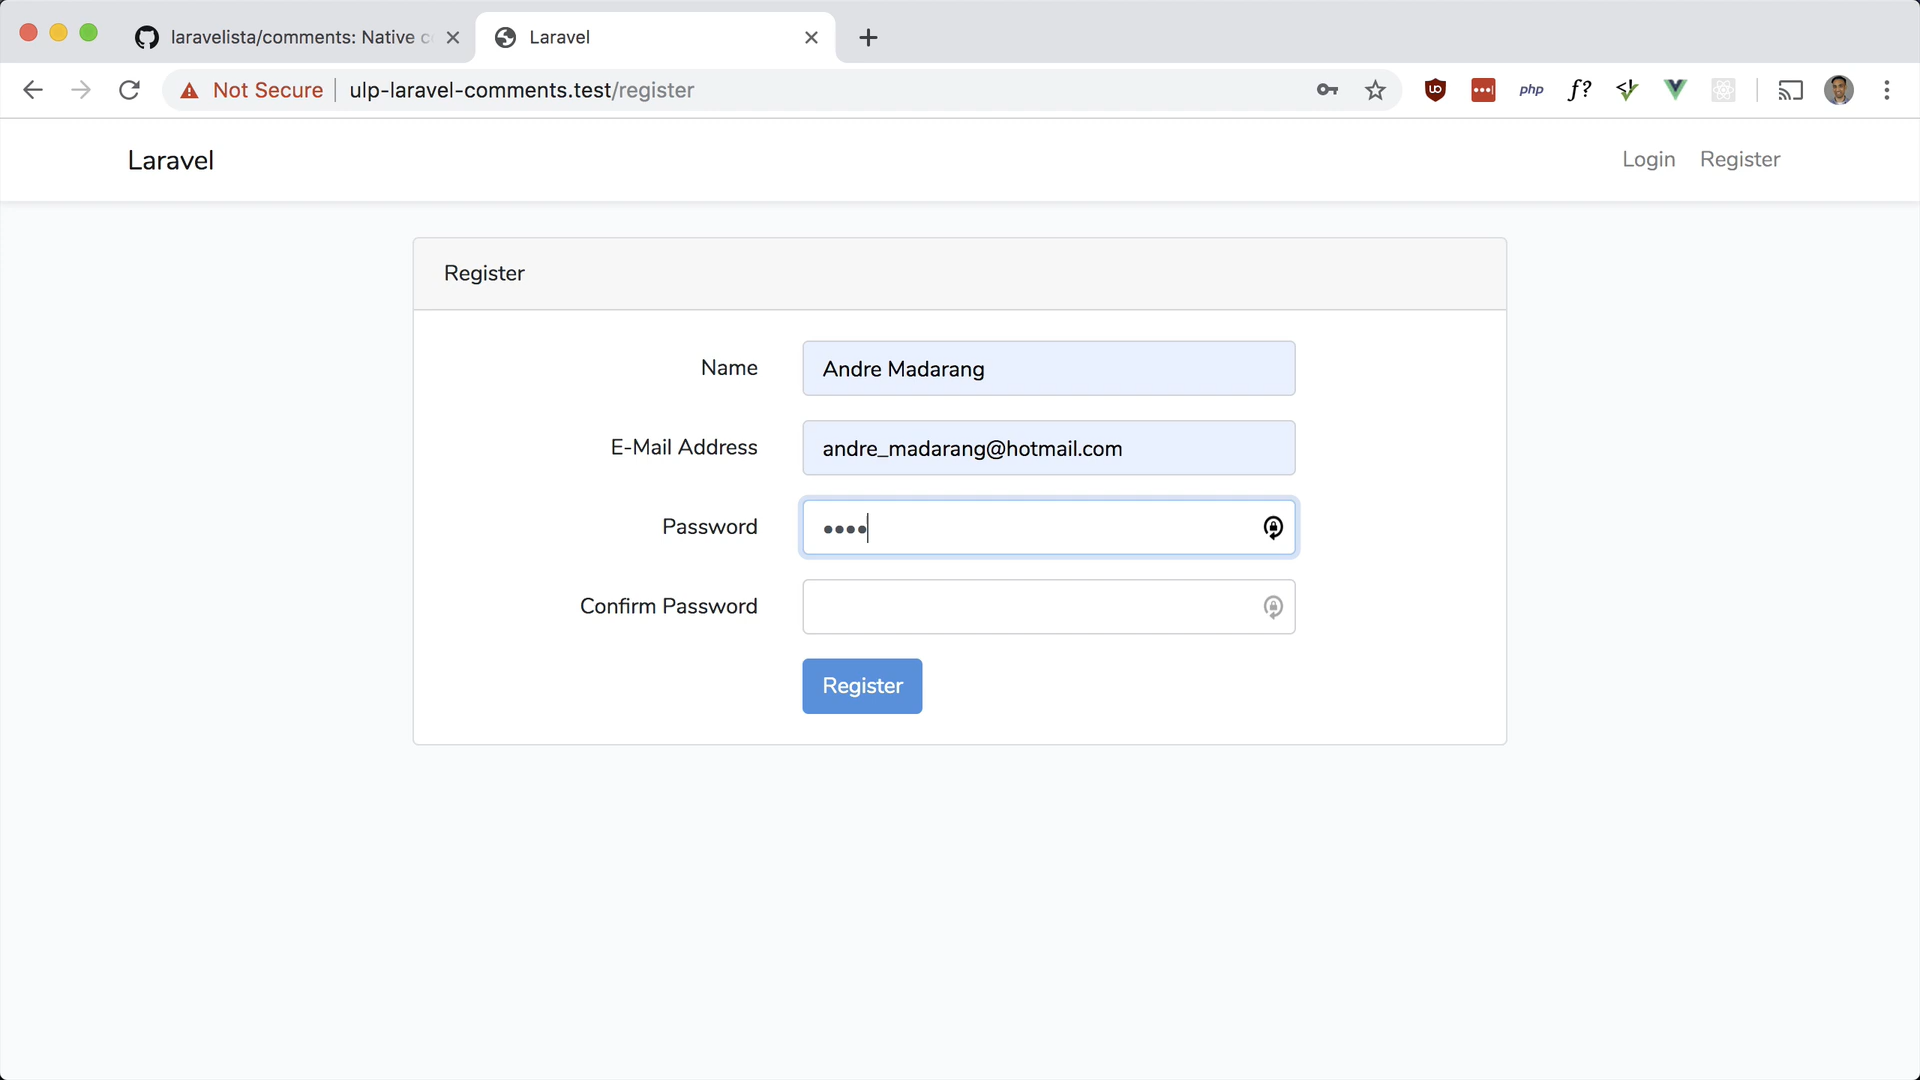 laravelista/comments: Native c
Laravel
Not Secure
ulp-laravel-comments.test/register
php
f?
Laravel
Login
Register
Register
Name
Andre Madarang
E-Mail Address
andre_madarang@hotmail.com
Password
••••
Confirm Password
Register